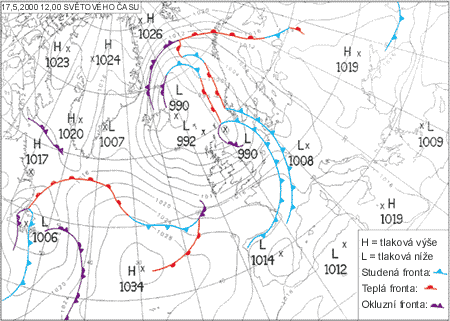 17.5.2000 12,00 SVĚTOVÉHO ČASU
H
1026
H
1023
H
1024
H
1019
L
990
H
1020
L
1007
L
992
L
990
L
1008
L
1009
H
1017
H
1019
L
1006
H
1034
L
1014
L
1012
H = tlaková výše
L = tlaková níže
Studená fronta:
Teplá fronta:
Okluzní fronta: